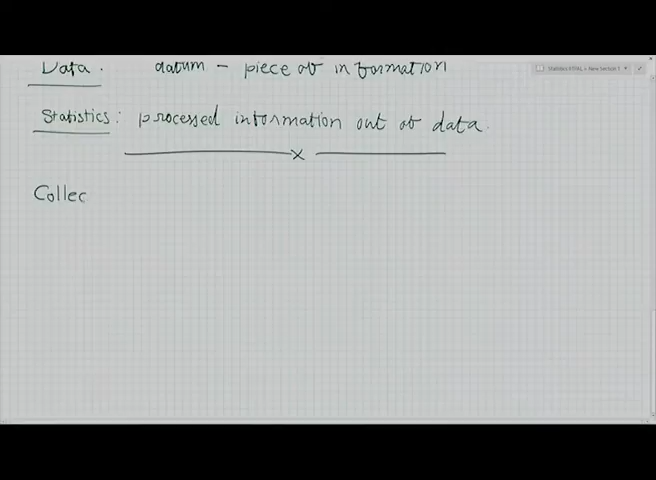 Data. datum - piece of information
Statistics: processed information out of data.
x
Collec